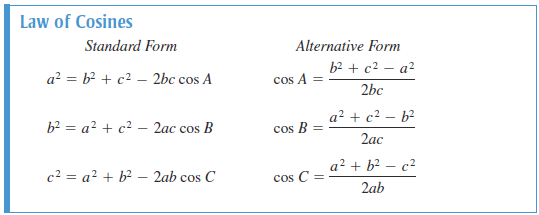 Law of Cosines
Standard Form Alternative Form
a² = b² + c² – 2bc cos A cos A = b² + c² – a² / 2bc
b² = a² + c² – 2ac cos B cos B = a² + c² – b² / 2ac
c² = a² + b² – 2ab cos C cos C = a² + b² – c² / 2ab